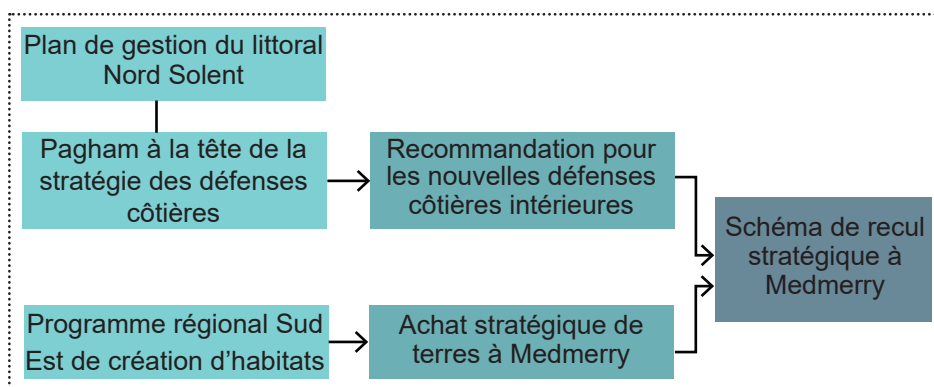 Plan de gestion du littoral
Nord Solent
Pagham à la tête de la
stratégie des défenses
côtières
Recommandation pour
les nouvelles défenses
côtières intérieures
Schéma de recul
stratégique à
Medmerry
Programme régional Sud
Est de création d’habitats
Achat stratégique de
terres à Medmerry